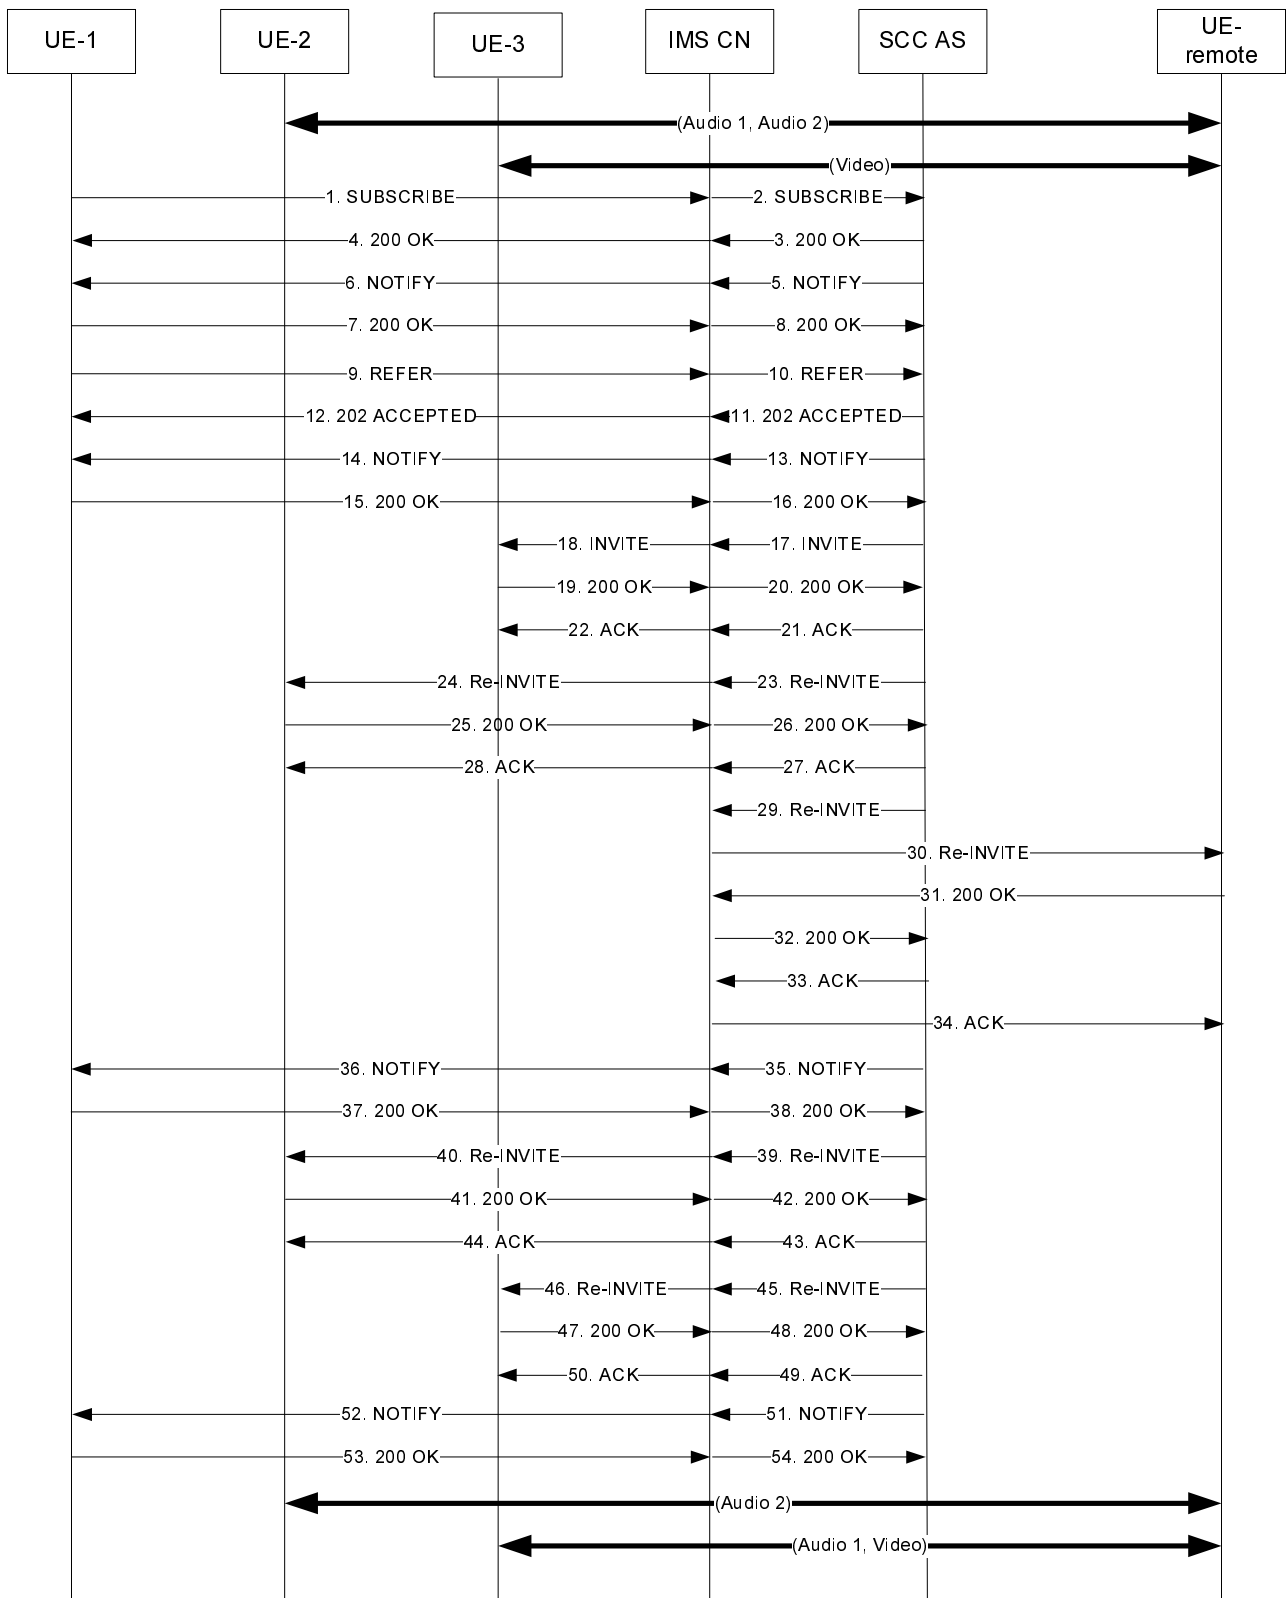 UE-1
UE-2
UE-3
IMS CN
SCC AS
UE-
remote
(Audio 1, Audio 2)
(Video)
1. SUBSCRIBE
2. SUBSCRIBE
4. 200 OK
3. 200 OK
6. NOTIFY
5. NOTIFY
7. 200 OK
8. 200 OK
9. REFER
10. REFER
12. 202 ACCEPTED
11. 202 ACCEPTED
14. NOTIFY
13. NOTIFY
15. 200 OK
16. 200 OK
18. INVITE
17. INVITE
19. 200 OK
20. 200 OK
22. ACK
21. ACK
24. Re-INVITE
23. Re-INVITE
25. 200 OK
26. 200 OK
28. ACK
27. ACK
29. Re-INVITE
30. Re-INVITE
31. 200 OK
32. 200 OK
33. ACK
34. ACK
36. NOTIFY
35. NOTIFY
37. 200 OK
38. 200 OK
40. Re-INVITE
39. Re-INVITE
41. 200 OK
42. 200 OK
44. ACK
43. ACK
46. Re-INVITE
45. Re-INVITE
47. 200 OK
48. 200 OK
50. ACK
49. ACK
52. NOTIFY
51. NOTIFY
53. 200 OK
54. 200 OK
(Audio 2)
(Audio 1, Video)